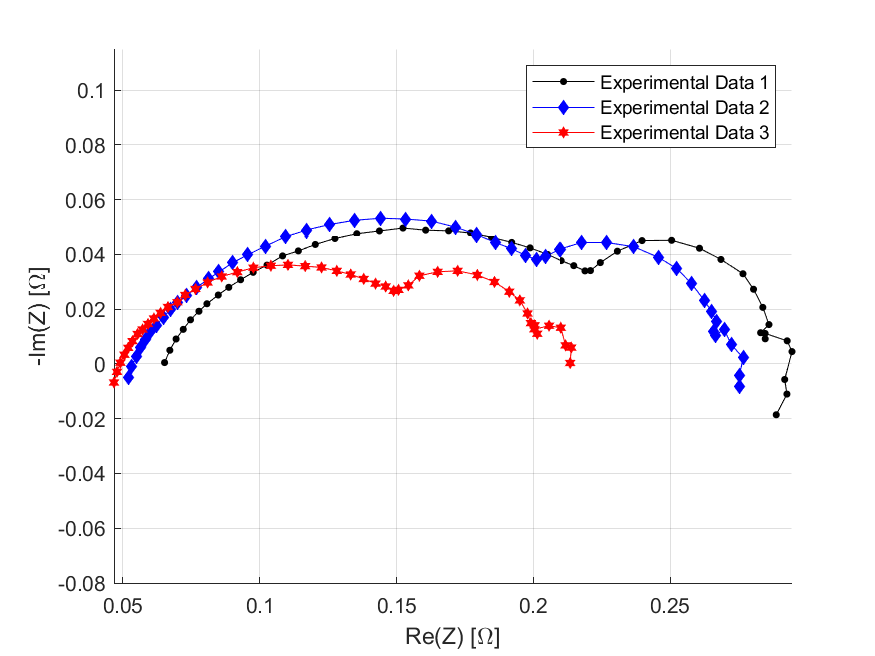 Experimental Data 1
Experimental Data 2
Experimental Data 3
0.1
0.08
0.06
0.04
0.02
0
-0.02
-0.04
-0.06
-0.08
-Im(Z) [Ω]
0.05 0.1 0.15 0.2 0.25
Re(Z) [Ω]